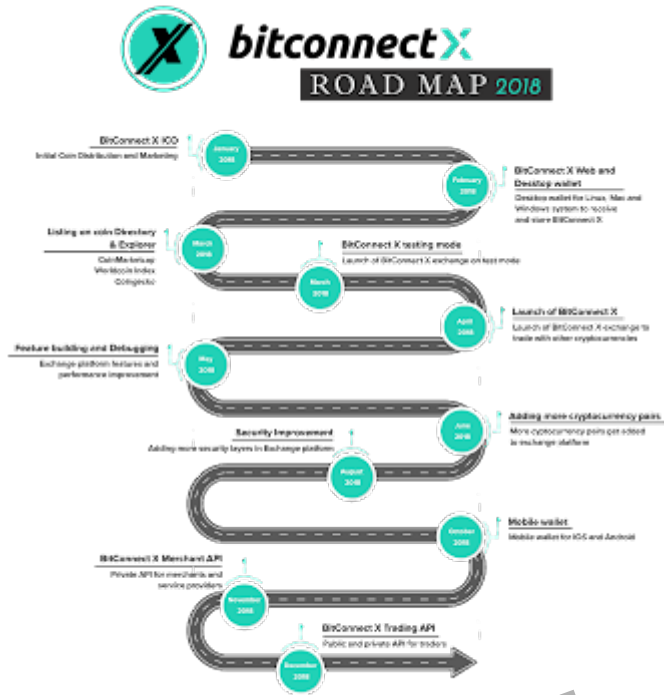 bitconnectX
ROAD MAP 2018
BitConnect X ICO
Initial Coin Distribution and Marketing
January
2018
February
2018
BitConnect X Web and
Desktop wallet
Desktop wallet for Linux, Mac and
Windows system to receive
and store BitConnect X
Listing on coin Directory
& Explorer
CoinMarketcap
Worldcoin Index
Coingecko
March
2018
BitConnect X testing mode
Launch of BitConnect X exchange on test mode
March
2018
April
2018
Launch of BitConnect X
Launch of BitConnect X exchange to
trade with other cryptocurrencies
Feature building and Debugging
Exchange platform features and
performance improvement
May
2018
June
2018
Adding more cryptocurrency pairs
More cyptocurrency pairs get added
to exchange platform
Security Improvement
Adding more security layers in Exchange platform
August
2018
October
2018
Mobile wallet
Mobile wallet for IOS and Android
BitConnect X Merchant API
Private API for merchants and
service providers
November
2018
BitConnect X Trading API
Public and private API for traders
December
2018